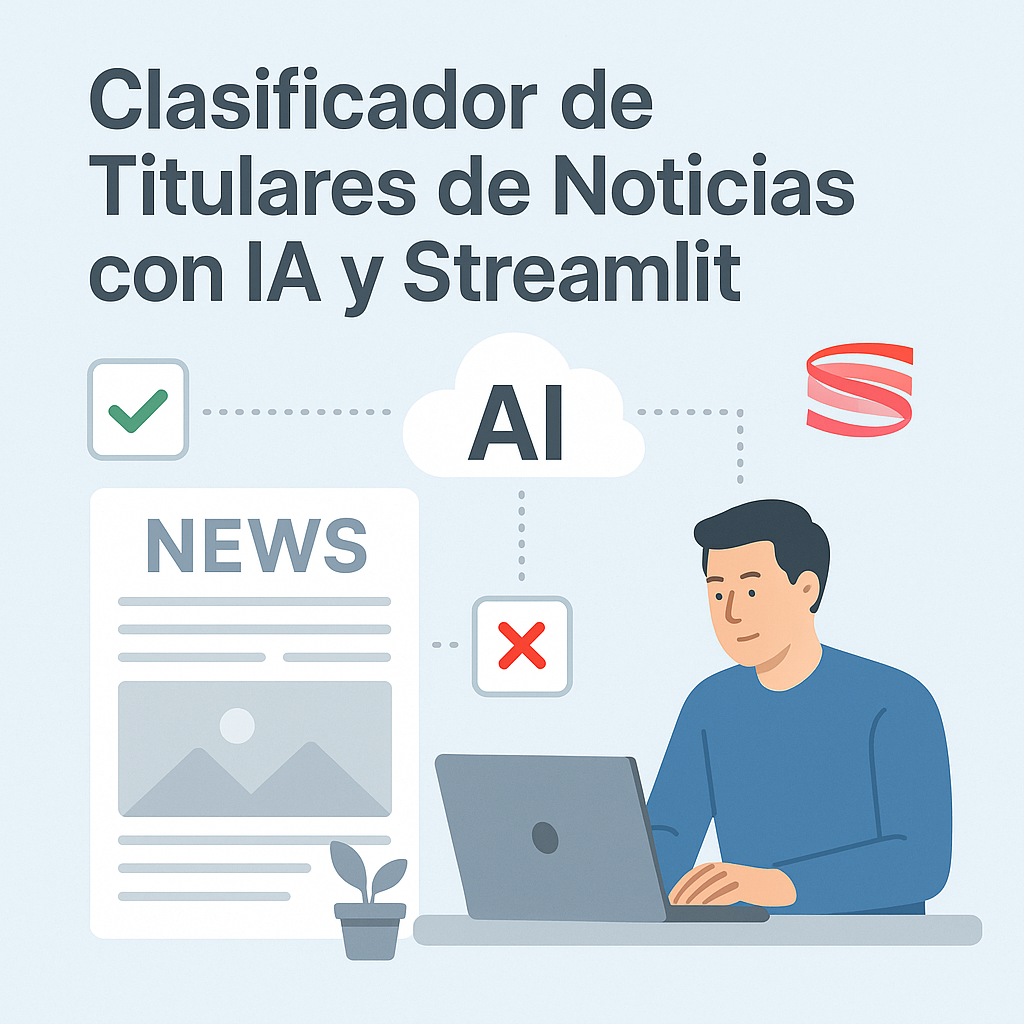 Clasificador de
Titulares de Noticias
con IA y Streamlit
AI
NEWS